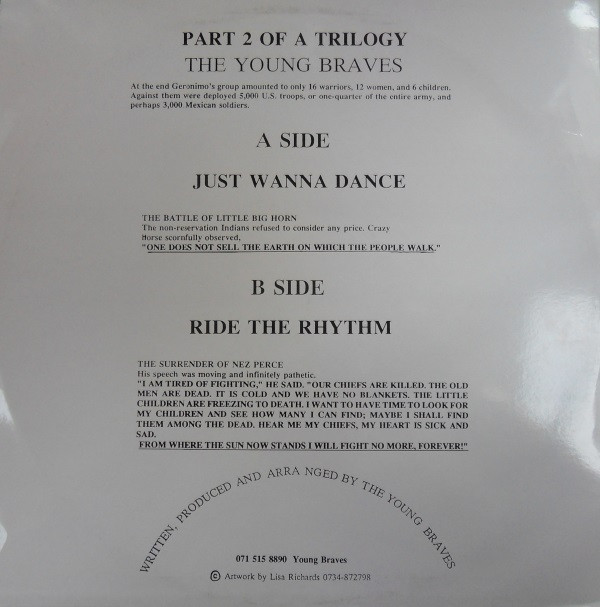 PART 2 OF A TRILOGY
THE YOUNG BRAVES
At the end Geronimo's group amounted to only 16 warriors, 12 women, and 6 children.
Against them were deployed 5,000 U.S. troops, or one-quarter of the entire army, and
perhaps 3,000 Mexican soldiers.
A SIDE
JUST WANNA DANCE
THE BATTLE OF LITTLE BIG HORN
The non-reservation Indians refused to consider any price. Crazy
Horse scornfully observed,
"ONE DOES NOT SELL THE EARTH ON WHICH THE PEOPLE WALK."
B SIDE
RIDE THE RHYTHM
THE SURRENDER OF NEZ PERCE
His speech was moving and infinitely pathetic.
"I AM TIRED OF FIGHTING," HE SAID. "OUR CHIEFS ARE KILLED. THE OLD
MEN ARE DEAD. IT IS COLD AND WE HAVE NO BLANKETS. THE LITTLE
CHILDREN ARE FREEZING TO DEATH. I WANT TO HAVE TIME TO LOOK FOR
MY CHILDREN AND SEE HOW MANY I CAN FIND; MAYBE I SHALL FIND
THEM AMONG THE DEAD. HEAR ME MY CHIEFS, MY HEART IS SICK AND
SAD.
FROM WHERE THE SUN NOW STANDS I WILL FIGHT NO MORE, FOREVER!"
WRITTEN, PRODUCED AND ARRA NGED BY THE YOUNG BRAVES
071 515 8890 Young Braves
© Artwork by Lisa Richards 0734-872798